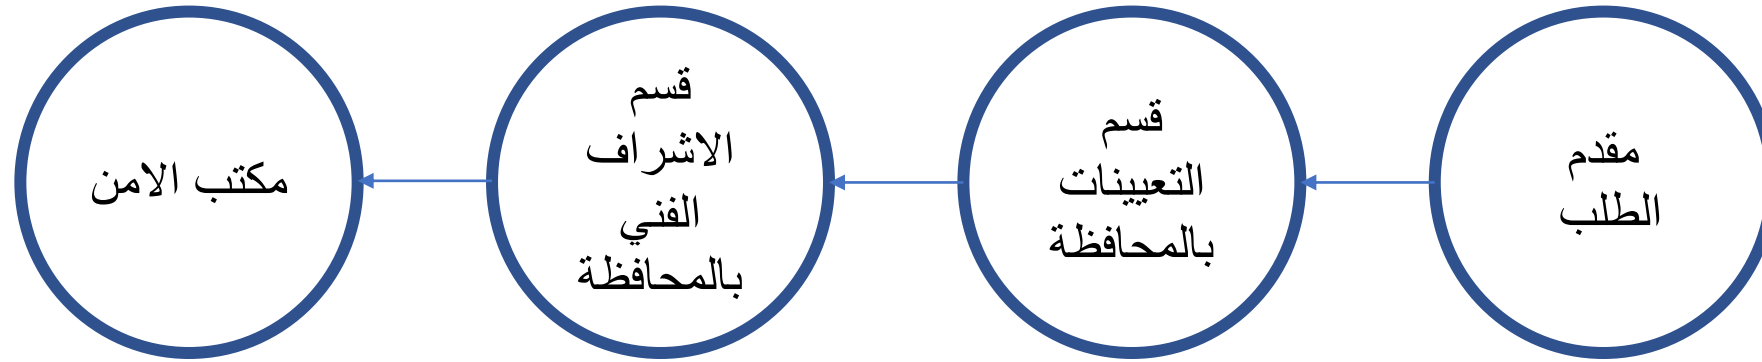 مقدم
الطلب
قسم
التعيينات
بالمحافظة
قسم
الاشراف
الفني
بالمحافظة
مكتب الامن